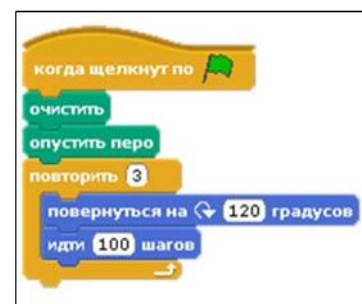 когда щелкнут по
очистить
опустить перо
повторить 3
повернуться на 120 градусов
идти 100 шагов